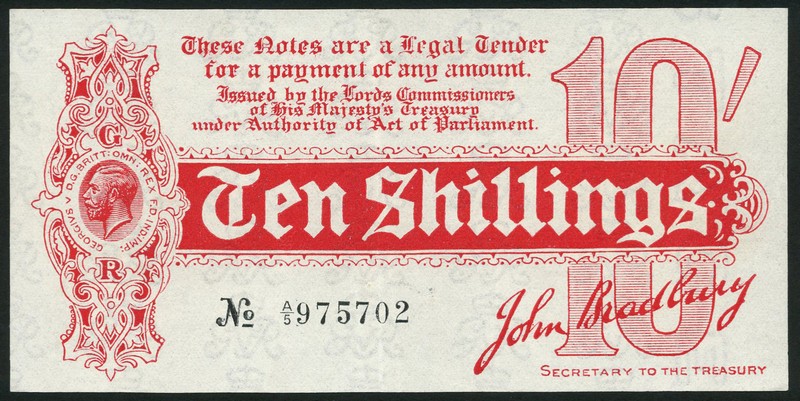 These Notes are a Legal Tender
for a payment of any amount.
Issued by the Lords Commissioners
of His Majesty's Treasury
under Authority of Act of Parliament.
10/
G
GEORGIVS V D.G. BRITT: OMN: REX F.D. IND: IMP:
R
Ten Shillings.
№ A/5 975702
John Bradbury
10
SECRETARY TO THE TREASURY